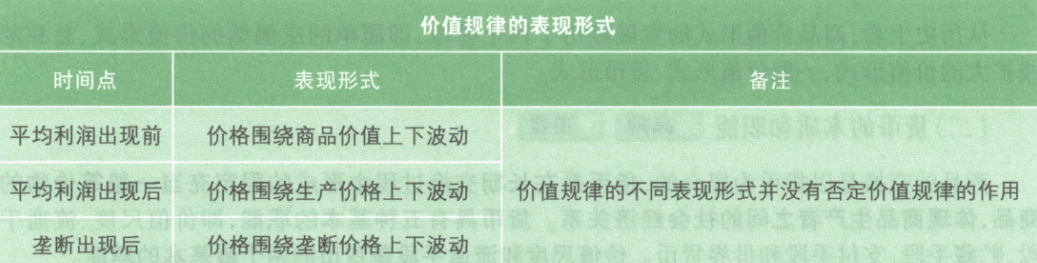 价值规律的表现形式
时间点 表现形式 备注
平均利润出现前 价格围绕商品价值上下波动
平均利润出现后 价格围绕生产价格上下波动 价值规律的不同表现形式并没有否定价值规律的作用
垄断出现后 价格围绕垄断价格上下波动